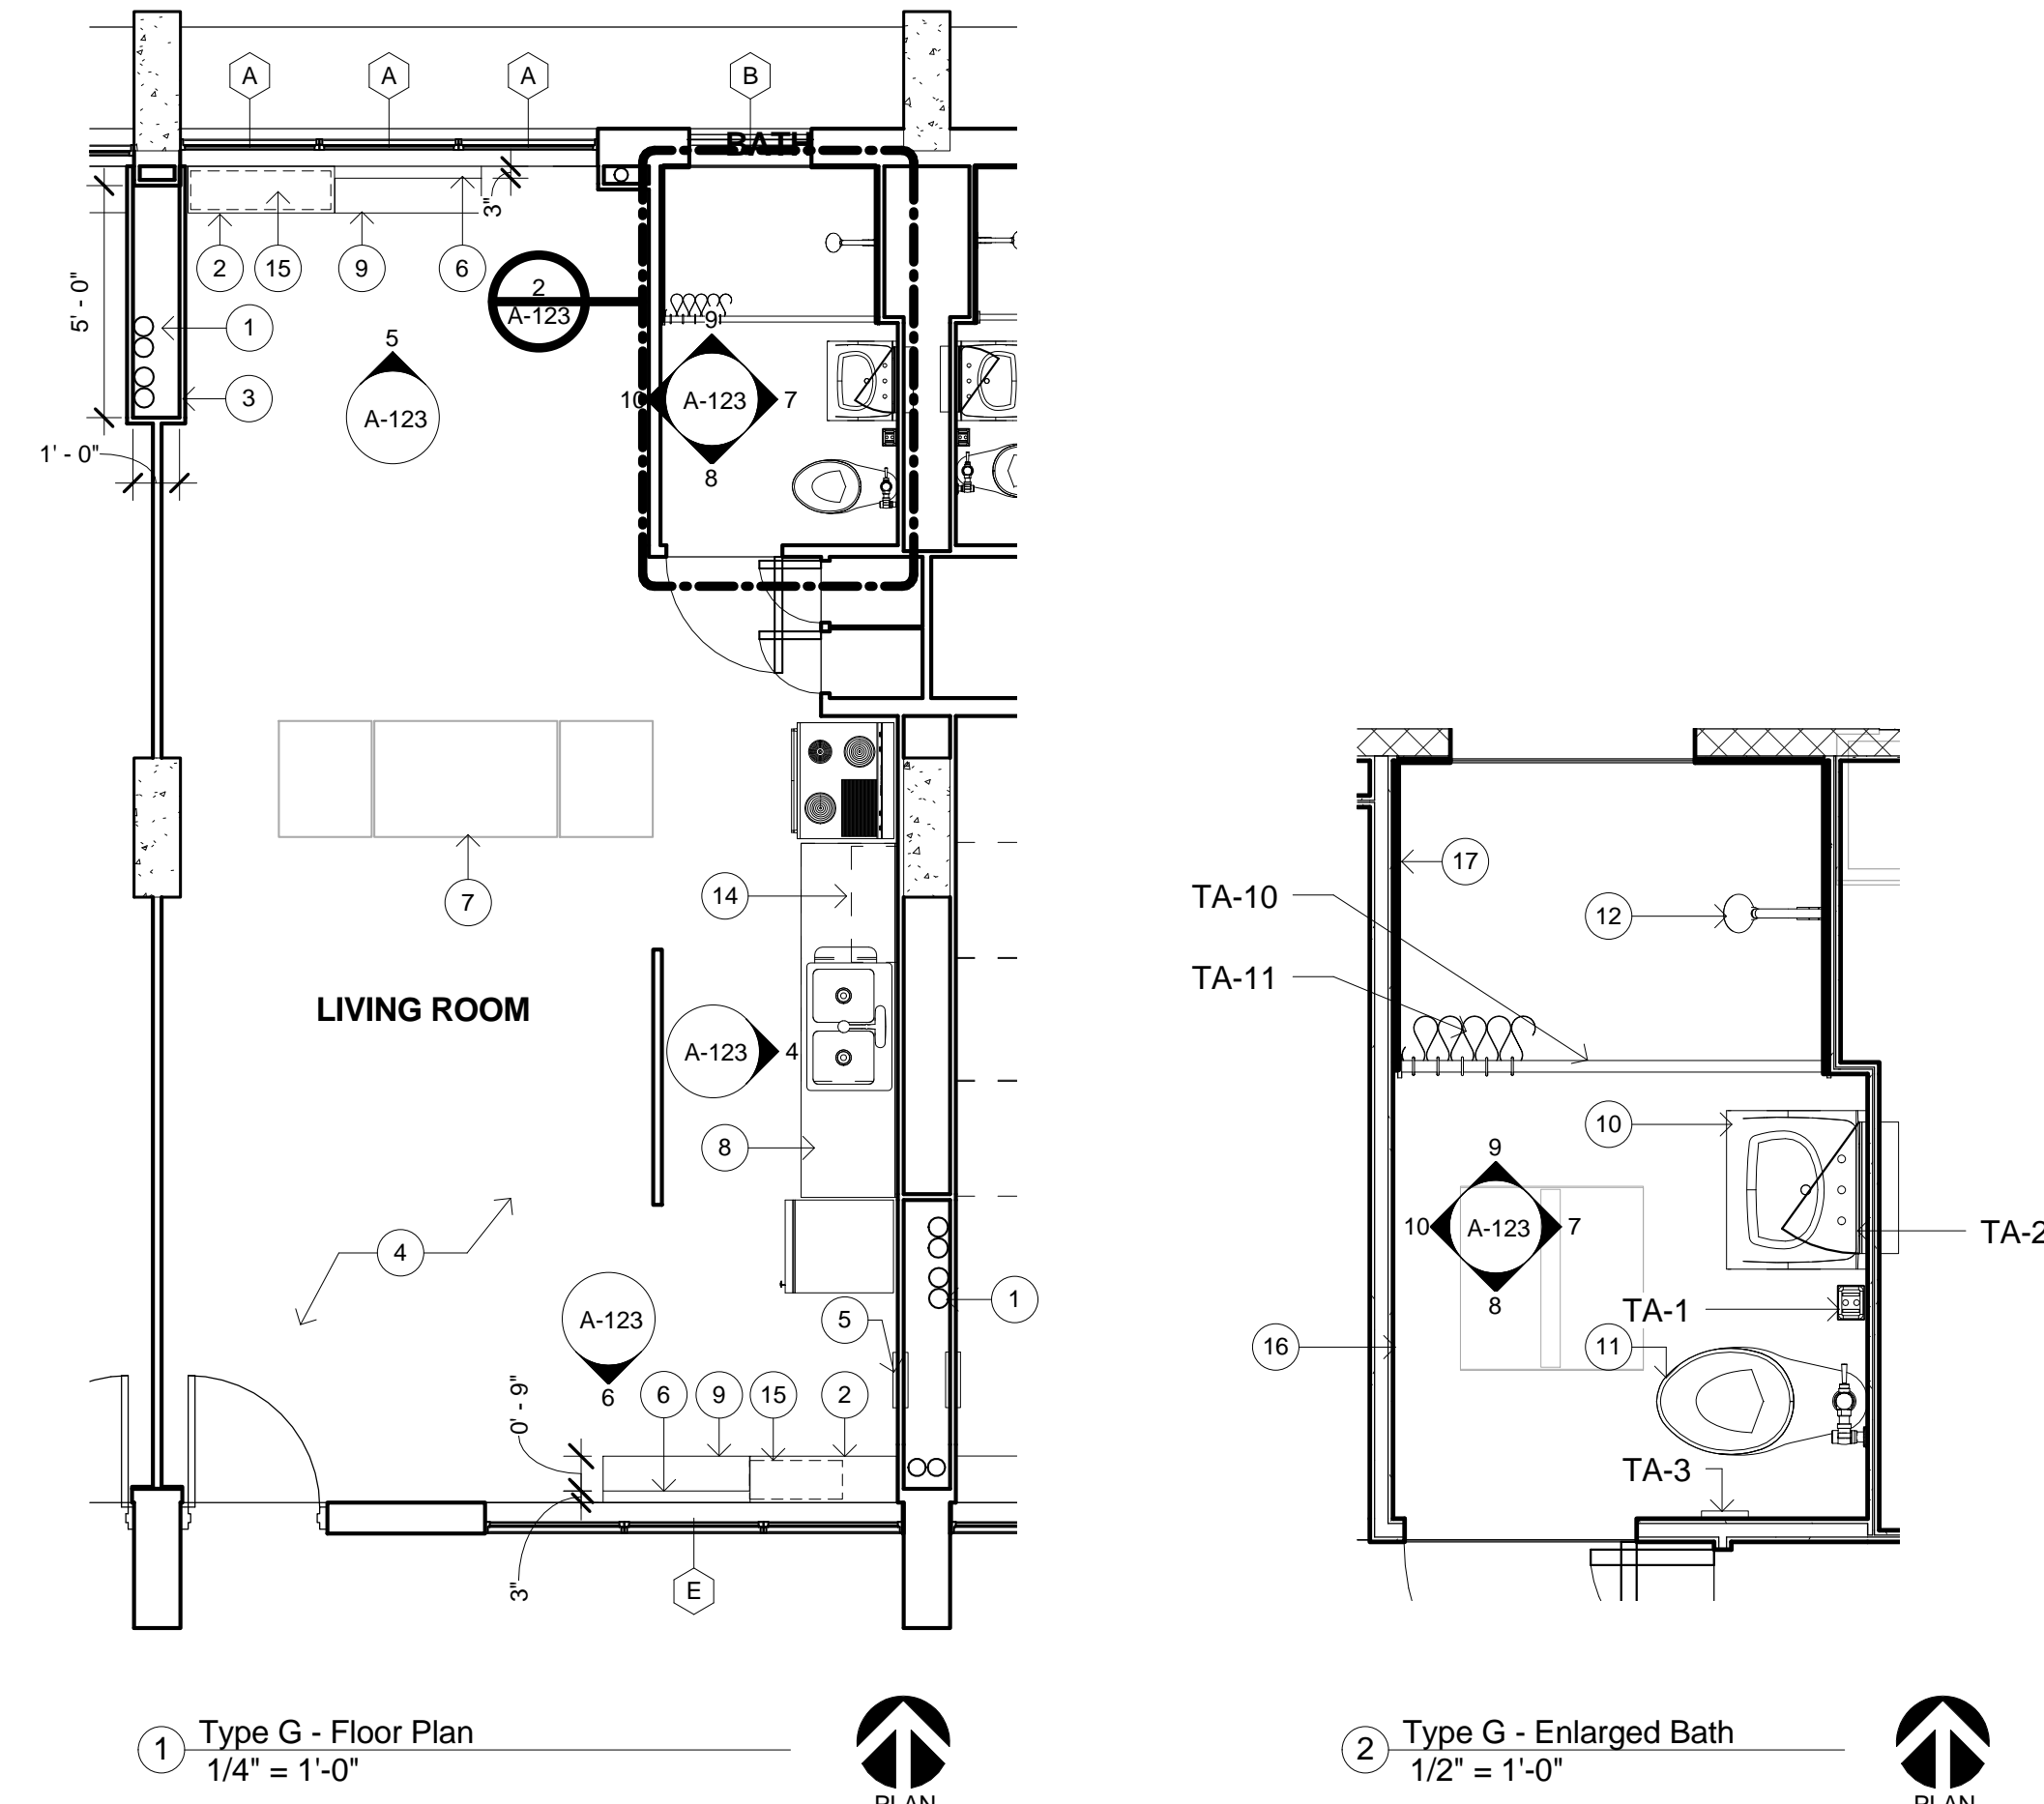 A
A
A
B
BATH
3"
2
15
9
6
2
A-123
5' - 0"
1
5
9
3
A-123
10
A-123
7
1' - 0"
8
7
14
TA-10
17
12
LIVING ROOM
TA-11
A-123
4
8
10
9
4
10
A-123
7
TA-2
1
A-123
5
8
TA-1
16
11
6
0' - 9"
6
9
15
2
TA-3
3"
E
1
Type G - Floor Plan
1/4" = 1'-0"
PLAN
2
Type G - Enlarged Bath
1/2" = 1'-0"
PLAN